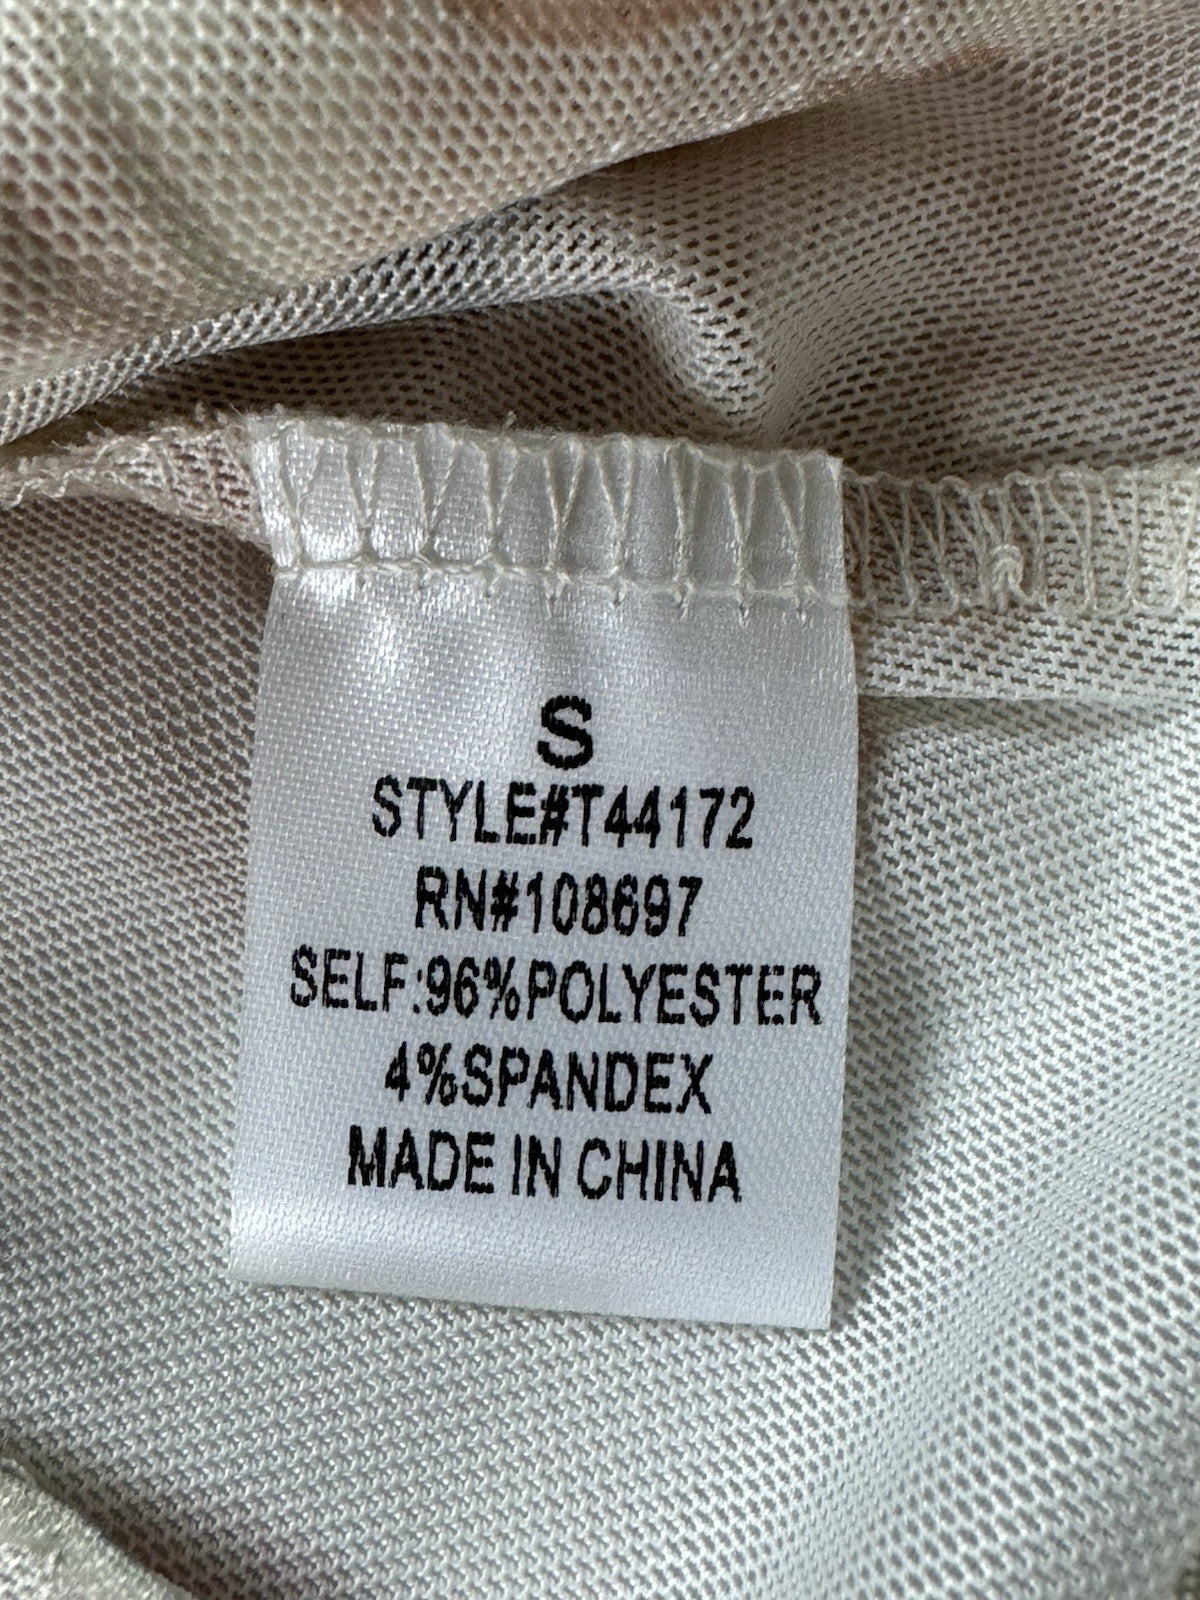 S
STYLE#T44172
RN#108697
SELF:96%POLYESTER
4%SPANDEX
MADE IN CHINA